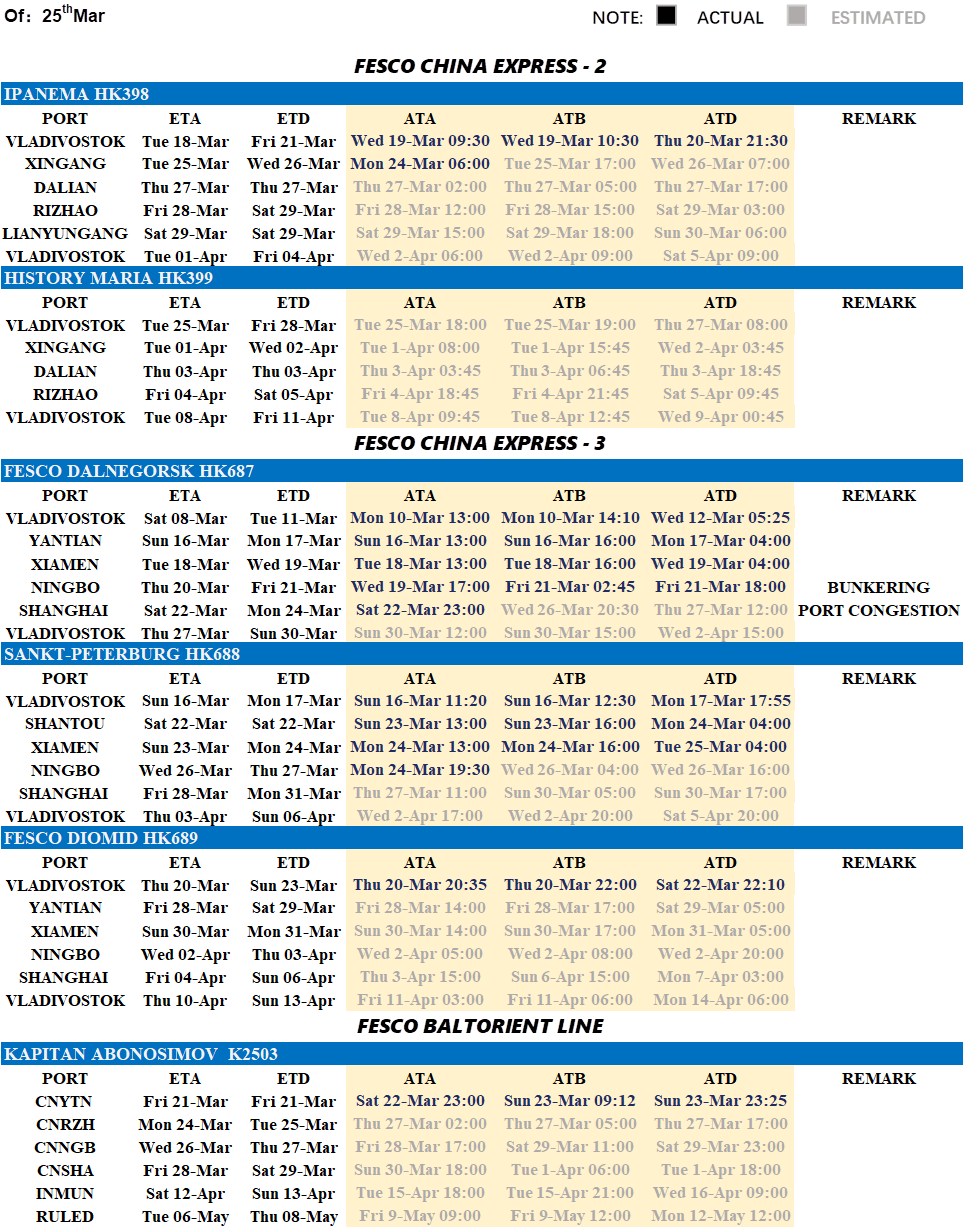 Of: 25thMar
NOTE: ACTUAL ESTIMATED
FESCO CHINA EXPRESS - 2
IPANEMA HK398
PORT ETA ETD ATA ATB ATD REMARK
VLADIVOSTOK Tue 18-Mar Fri 21-Mar Wed 19-Mar 09:30 Wed 19-Mar 10:30 Thu 20-Mar 21:30
XINGANG Tue 25-Mar Wed 26-Mar Mon 24-Mar 06:00 Tue 25-Mar 17:00 Wed 26-Mar 07:00
DALIAN Thu 27-Mar Thu 27-Mar Thu 27-Mar 02:00 Thu 27-Mar 05:00 Thu 27-Mar 17:00
RIZHAO Fri 28-Mar Sat 29-Mar Fri 28-Mar 12:00 Fri 28-Mar 15:00 Sat 29-Mar 03:00
LIANYUNGANG Sat 29-Mar Sat 29-Mar Sat 29-Mar 15:00 Sat 29-Mar 18:00 Sun 30-Mar 06:00
VLADIVOSTOK Tue 01-Apr Fri 04-Apr Wed 2-Apr 06:00 Wed 2-Apr 09:00 Sat 5-Apr 09:00
HISTORY MARIA HK399
PORT ETA ETD ATA ATB ATD REMARK
VLADIVOSTOK Tue 25-Mar Fri 28-Mar Tue 25-Mar 18:00 Tue 25-Mar 19:00 Thu 27-Mar 08:00
XINGANG Tue 01-Apr Wed 02-Apr Tue 1-Apr 08:00 Tue 1-Apr 15:45 Wed 2-Apr 03:45
DALIAN Thu 03-Apr Thu 03-Apr Thu 3-Apr 03:45 Thu 3-Apr 06:45 Thu 3-Apr 18:45
RIZHAO Fri 04-Apr Sat 05-Apr Fri 4-Apr 18:45 Fri 4-Apr 21:45 Sat 5-Apr 09:45
VLADIVOSTOK Tue 08-Apr Fri 11-Apr Tue 8-Apr 09:45 Tue 8-Apr 12:45 Wed 9-Apr 00:45
FESCO CHINA EXPRESS - 3
FESCO DALNEGORSK HK687
PORT ETA ETD ATA ATB ATD REMARK
VLADIVOSTOK Sat 08-Mar Tue 11-Mar Mon 10-Mar 13:00 Mon 10-Mar 14:10 Wed 12-Mar 05:25
YANTIAN Sun 16-Mar Mon 17-Mar Sun 16-Mar 13:00 Sun 16-Mar 16:00 Mon 17-Mar 04:00
XIAMEN Tue 18-Mar Wed 19-Mar Tue 18-Mar 13:00 Tue 18-Mar 16:00 Wed 19-Mar 04:00
NINGBO Thu 20-Mar Fri 21-Mar Wed 19-Mar 17:00 Fri 21-Mar 02:45 Fri 21-Mar 18:00 BUNKERING
SHANGHAI Sat 22-Mar Mon 24-Mar Sat 22-Mar 23:00 Wed 26-Mar 20:30 Thu 27-Mar 12:00 PORT CONGESTION
VLADIVOSTOK Thu 27-Mar Sun 30-Mar Sun 30-Mar 12:00 Sun 30-Mar 15:00 Wed 2-Apr 15:00
SANKT-PETERBURG HK688
PORT ETA ETD ATA ATB ATD REMARK
VLADIVOSTOK Sun 16-Mar Mon 17-Mar Sun 16-Mar 11:20 Sun 16-Mar 12:30 Mon 17-Mar 17:55
SHANTOU Sat 22-Mar Sat 22-Mar Sun 23-Mar 13:00 Sun 23-Mar 16:00 Mon 24-Mar 04:00
XIAMEN Sun 23-Mar Mon 24-Mar Mon 24-Mar 13:00 Mon 24-Mar 16:00 Tue 25-Mar 04:00
NINGBO Wed 26-Mar Thu 27-Mar Mon 24-Mar 19:30 Wed 26-Mar 04:00 Wed 26-Mar 16:00
SHANGHAI Fri 28-Mar Mon 31-Mar Thu 27-Mar 11:00 Sun 30-Mar 05:00 Sun 30-Mar 17:00
VLADIVOSTOK Thu 03-Apr Sun 06-Apr Wed 2-Apr 17:00 Wed 2-Apr 20:00 Sat 5-Apr 20:00
FESCO DIOMID HK689
PORT ETA ETD ATA ATB ATD REMARK
VLADIVOSTOK Thu 20-Mar Sun 23-Mar Thu 20-Mar 20:35 Thu 20-Mar 22:00 Sat 22-Mar 22:10
YANTIAN Fri 28-Mar Sat 29-Mar Fri 28-Mar 14:00 Fri 28-Mar 17:00 Sat 29-Mar 05:00
XIAMEN Sun 30-Mar Mon 31-Mar Sun 30-Mar 14:00 Sun 30-Mar 17:00 Mon 31-Mar 05:00
NINGBO Wed 02-Apr Thu 03-Apr Wed 2-Apr 05:00 Wed 2-Apr 08:00 Wed 2-Apr 20:00
SHANGHAI Fri 04-Apr Sun 06-Apr Thu 3-Apr 15:00 Sun 6-Apr 15:00 Mon 7-Apr 03:00
VLADIVOSTOK Thu 10-Apr Sun 13-Apr Fri 11-Apr 03:00 Fri 11-Apr 06:00 Mon 14-Apr 06:00
FESCO BALTORIENT LINE
KAPITAN ABONOSIMOV K2503
PORT ETA ETD ATA ATB ATD REMARK
CNYTN Fri 21-Mar Fri 21-Mar Sat 22-Mar 23:00 Sun 23-Mar 09:12 Sun 23-Mar 23:25
CNRZH Mon 24-Mar Tue 25-Mar Thu 27-Mar 02:00 Thu 27-Mar 05:00 Thu 27-Mar 17:00
CNNGB Wed 26-Mar Thu 27-Mar Fri 28-Mar 17:00 Sat 29-Mar 11:00 Sat 29-Mar 23:00
CNSHA Fri 28-Mar Sat 29-Mar Sun 30-Mar 18:00 Tue 1-Apr 06:00 Tue 1-Apr 18:00
INMUN Sat 12-Apr Sun 13-Apr Tue 15-Apr 18:00 Tue 15-Apr 21:00 Wed 16-Apr 09:00
RULED Tue 06-May Thu 08-May Fri 9-May 09:00 Fri 9-May 12:00 Mon 12-May 12:00